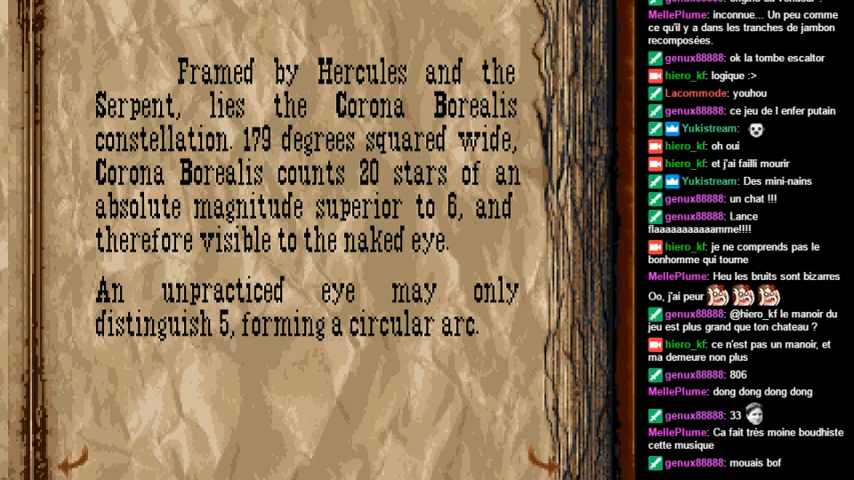 Framed by Hercules and the
Serpent, lies the Corona Borealis
constellation. 179 degrees squared wide,
Corona Borealis counts 20 stars of an
absolute magnitude superior to 6, and
therefore visible to the naked eye.
An unpracticed eye may only
distinguish 5, forming a circular arc.
MellePlume: inconnue... Un peu comme
ce qu'il y a dans les tranches de jambon
recomposées.
genux88888: ok la tombe escaltor
hiero_kf: logique :>
Lacommode: youhou
genux88888: ce jeu de l enfer putain
Yukistream:
hiero_kf: oh oui
hiero_kf: et j'ai failli mourir
Yukistream: Des mini-nains
genux88888: un chat !!!
genux88888: Lance
flaaaaaaaaaamme!!!!
hiero_kf: je ne comprends pas le
bonhomme qui tourne
MellePlume: Heu les bruits sont bizarres
Oo, j'ai peur
genux88888: @hiero_kf le manoir du
jeu est plus grand que ton chateau ?
hiero_kf: ce n'est pas un manoir, et
ma demeure non plus
genux88888: 806
MellePlume: dong dong dong dong
genux88888: 33
MellePlume: Ca fait très moine boudhiste
cette musique
genux88888: mouais bof